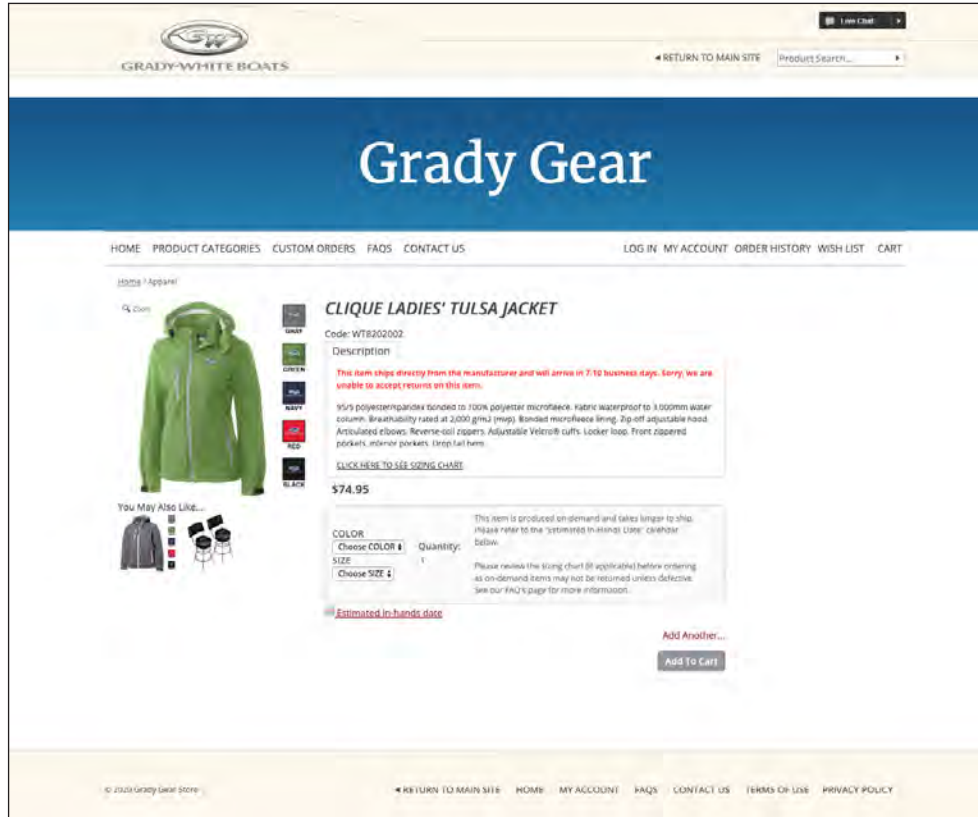 Live Chat
GRADY-WHITE BOATS
◄ RETURN TO MAIN SITE
Product Search...
Grady Gear
HOME PRODUCT CATEGORIES CUSTOM ORDERS FAQS CONTACT US
LOG IN MY ACCOUNT ORDER HISTORY WISH LIST CART
Home / Apparel
Zoom
GRAY
GREEN
NAVY
RED
BLACK
You May Also Like...
CLIQUE LADIES' TULSA JACKET
Code: WT8202002
Description
This item ships directly from the manufacturer and will arrive in 7-10 business days. Sorry, we are
unable to accept returns on this item.
95/5 polyester/spandex bonded to 100% polyester microfleece. Fabric waterproof to 3,000mm water
column. Breathability rated at 2,000 g/m2 (mvp). Bonded microfleece lining. Zip-off adjustable hood.
Articulated elbows. Reverse-coil zippers. Adjustable Velcro® cuffs. Locker loop. Front zippered
pockets, interior pockets. Drop tail hem.
CLICK HERE TO SEE SIZING CHART
$74.95
COLOR
Choose COLOR
SIZE
Choose SIZE
Quantity:
1
This item is produced on-demand and takes longer to ship.
Please refer to the "Estimated In-Hands Date" calendar
below.
Please review the sizing chart (if applicable) before ordering
as on-demand items may not be returned unless defective.
See our FAQ's page for more information.
Estimated in-hands date
Add Another...
Add To Cart
© 2020 Grady Gear Store
◄ RETURN TO MAIN SITE HOME MY ACCOUNT FAQS CONTACT US TERMS OF USE PRIVACY POLICY